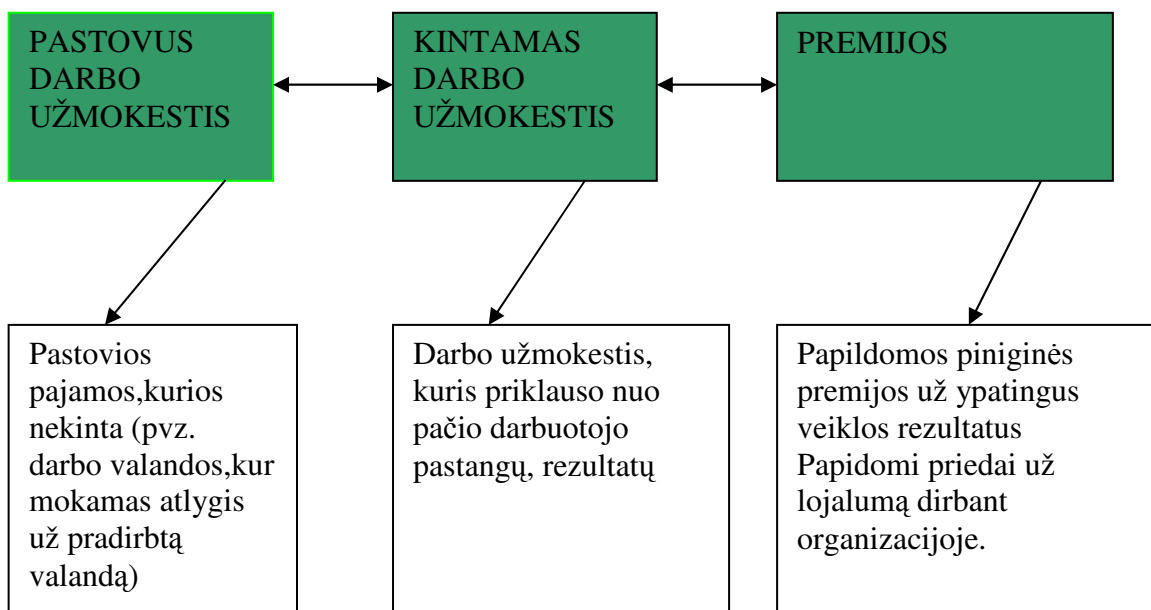 PASTOVUS
DARBO
UŽMOKESTIS
KINTAMAS
DARBO
UŽMOKESTIS
PREMIJOS
Pastovios
pajamos,kurios
nekinta (pvz.
darbo valandos,kur
mokamas atlygis
už pradirbtą
valandą)
Darbo užmokestis,
kuris priklauso nuo
pačio darbuotojo
pastangų, rezultatų
Papildomos piniginės
premijos už ypatingus
veiklos rezultatus
Papidomi priedai už
lojalumą dirbant
organizacijoje.